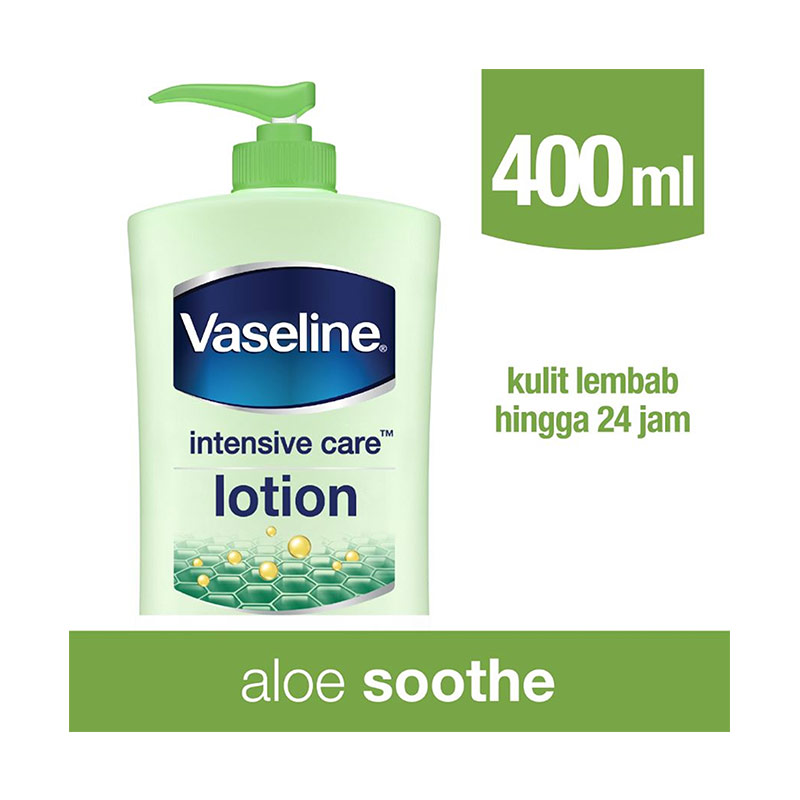 400 ml
Vaseline®
intensive care™
lotion
kulit lembab
hingga 24 jam
aloe soothe